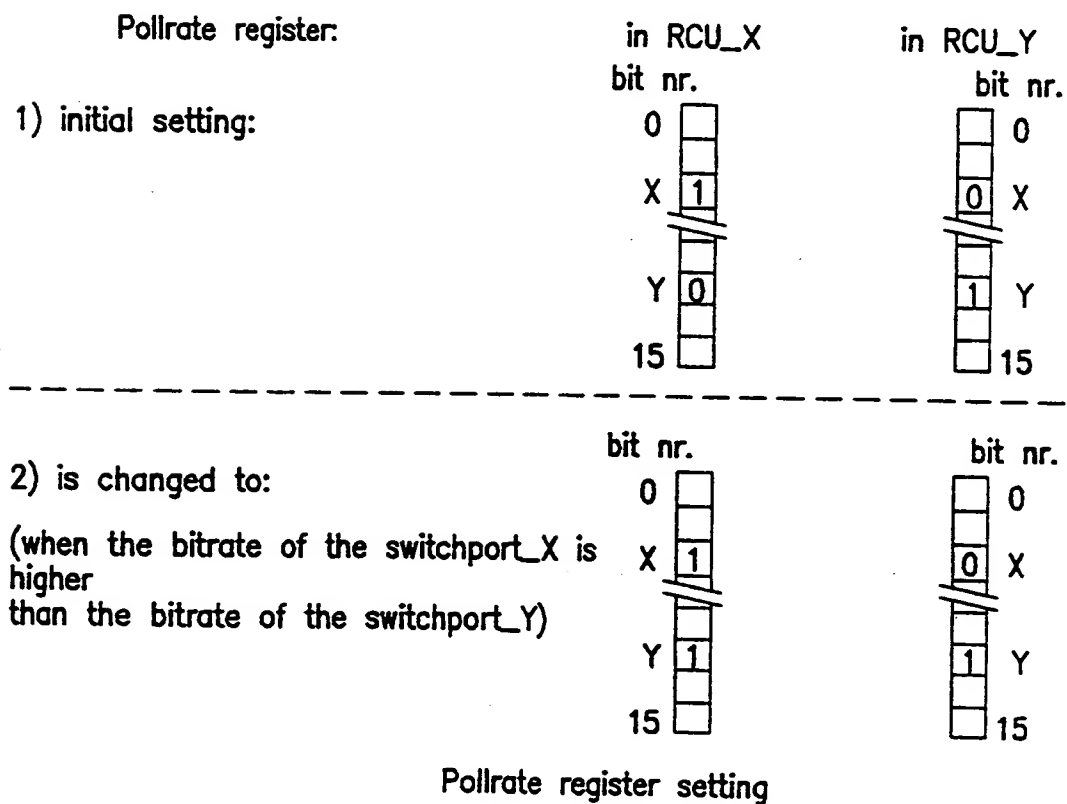 Pollrate register: in RCU_X in RCU_Y
bit nr. bit nr.
1) initial setting:
0 0
X 1 0 X
Y 0 1 Y
15 15
bit nr. bit nr.
2) is changed to:
0 0
(when the bitrate of the switchport_X is
higher
than the bitrate of the switchport_Y)
X 1 0 X
Y 1 1 Y
15 15
Pollrate register setting